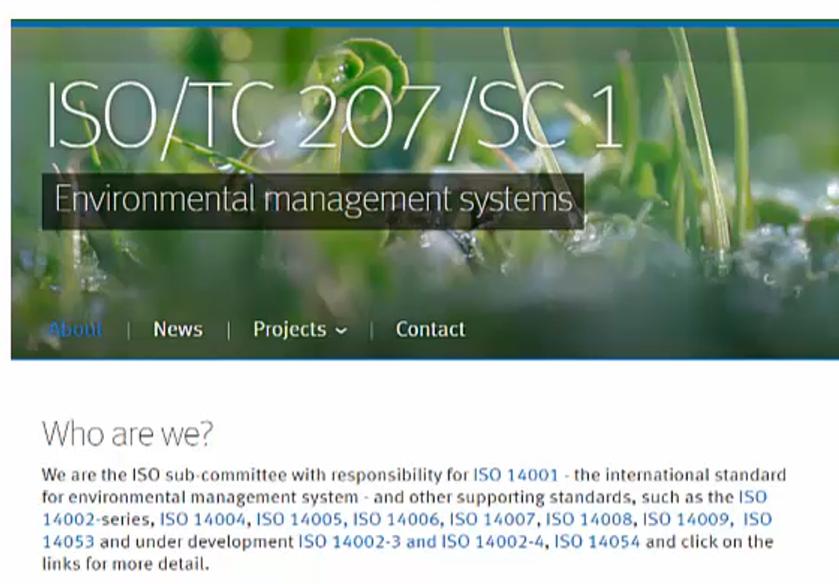 ISO/TC 207/SC 1
Environmental management systems
About | News | Projects | Contact
Who are we?
We are the ISO sub-committee with responsibility for ISO 14001 - the international standard
for environmental management system - and other supporting standards, such as the ISO
14002-series, ISO 14004, ISO 14005, ISO 14006, ISO 14007, ISO 14008, ISO 14009, ISO
14053 and under development ISO 14002-3 and ISO 14002-4, ISO 14054 and click on the
links for more detail.